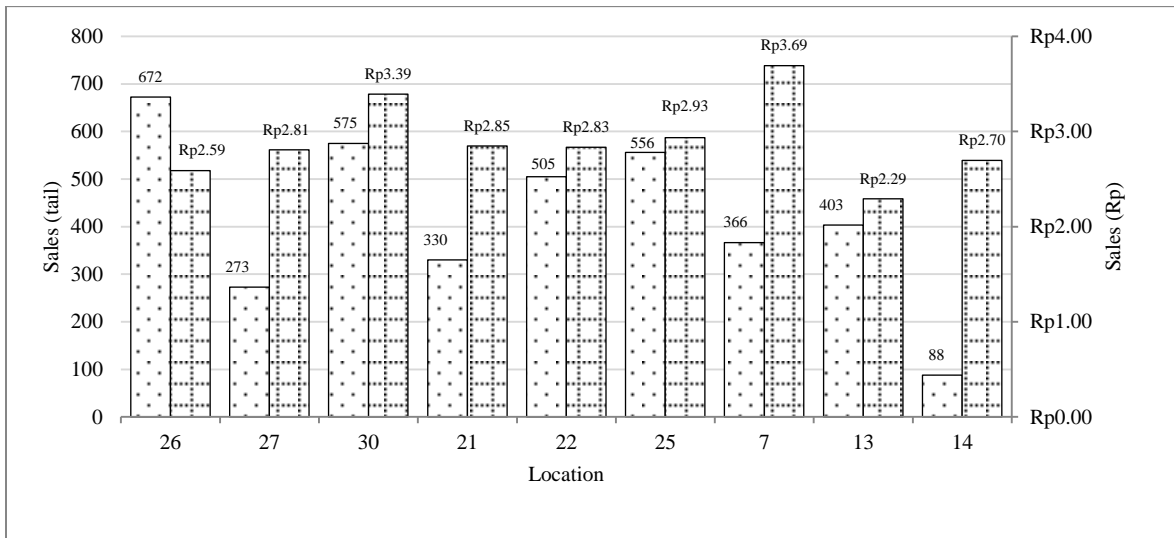 800
700
600
500
400
300
200
100
0
Sales (tail)
672
Rp2.59
273
Rp2.81
575
Rp3.39
330
Rp2.85
505
Rp2.83
556
Rp2.93
366
Rp3.69
403
Rp2.29
88
Rp2.70
Rp4.00
Rp3.00
Rp2.00
Rp1.00
Rp0.00
Sales (Rp)
26 27 30 21 22 25 7 13 14
Location